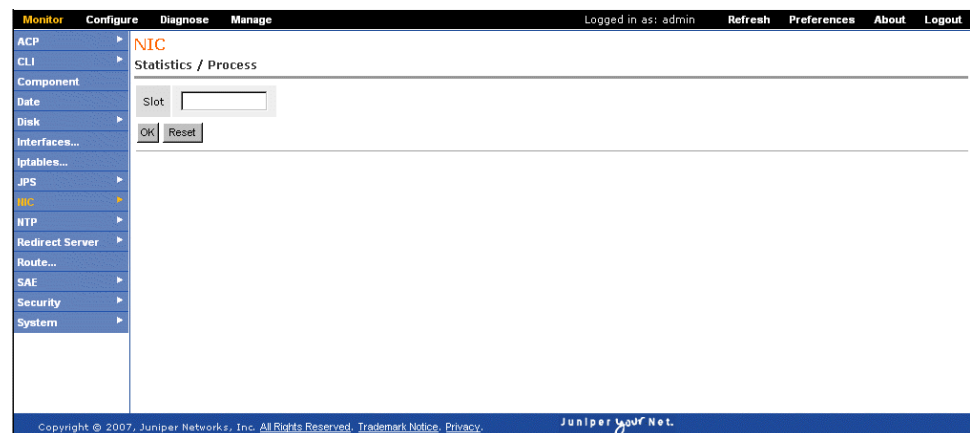 Monitor Configure Diagnose Manage Logged in as: admin Refresh Preferences About Logout
ACP
CLI
Component
Date
Disk
Interfaces...
Iptables...
JPS
NIC
NTP
Redirect Server
Route...
SAE
Security
System
NIC
Statistics / Process
Slot
OK Reset
Copyright © 2007, Juniper Networks, Inc. All Rights Reserved. Trademark Notice. Privacy.
Juniper your Net.